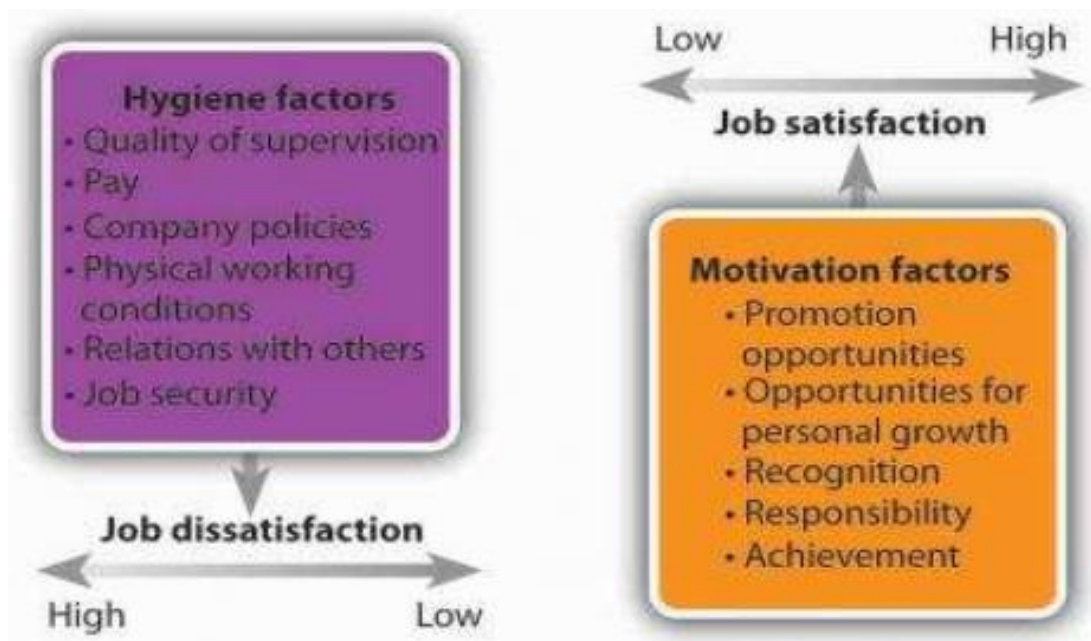 Hygiene factors
• Quality of supervision
• Pay
• Company policies
• Physical working
conditions
• Relations with others
• Job security
Job dissatisfaction
High Low
Low High
Job satisfaction
Motivation factors
• Promotion
opportunities
• Opportunities for
personal growth
• Recognition
• Responsibility
• Achievement